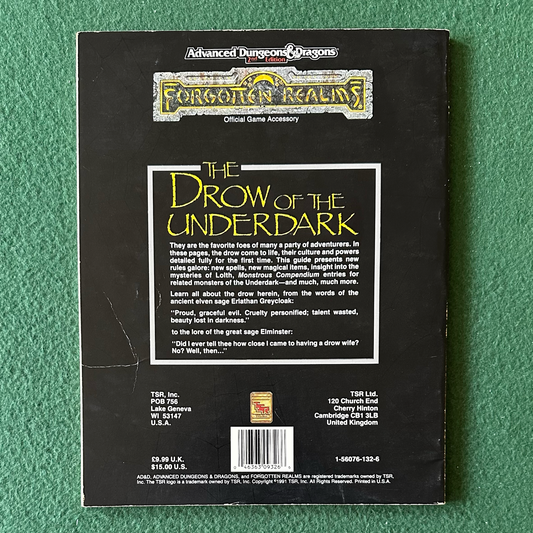 Advanced Dungeons & Dragons
2nd Edition
FORGOTTEN REALMS
Official Game Accessory
THE
DROW OF THE
UNDERDARK
They are the favorite foes of many a party of adventurers. In
these pages, the drow come to life, their culture and powers
detailed fully for the first time. This guide presents new
rules galore: new spells, new magical items, insight into the
mysteries of Lolth, Monstrous Compendium entries for
related monsters of the Underdark—and much, much more.
Learn all about the drow herein, from the words of the
ancient elven sage Erlathan Greycloak:
"Proud, graceful evil. Cruelty personified; talent wasted,
beauty lost in darkness."
to the lore of the great sage Elminster:
"Did I ever tell thee how close I came to having a drow wife?
No? Well, then..."
TSR, Inc.
POB 756
Lake Geneva
WI 53147
U.S.A.
TSR Ltd.
120 Church End
Cherry Hinton
Cambridge CB1 3LB
United Kingdom
£9.99 U.K.
$15.00 U.S.
0 46363 09326
1-56076-132-6
AD&D, ADVANCED DUNGEONS & DRAGONS, and FORGOTTEN REALMS are registered trademarks owned by TSR,
Inc. The TSR logo is a trademark owned by TSR, Inc. Copyright ©1991 TSR, Inc. All Rights Reserved. Printed in U.S.A.